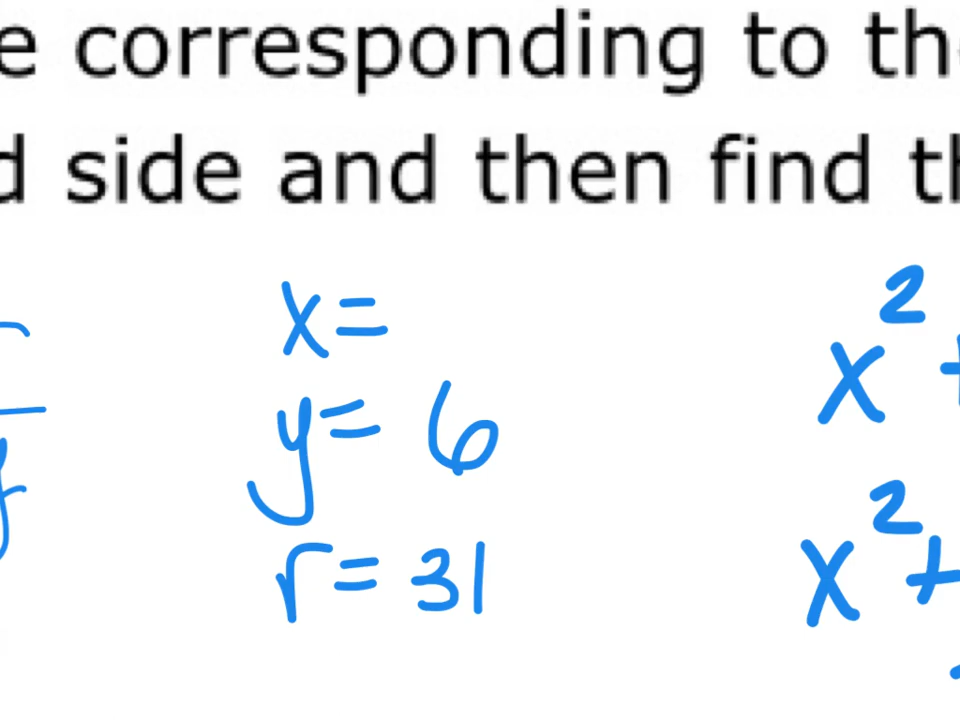 e corresponding to th
d side and then find th
x=
y= 6
r= 31
x² +
x² +